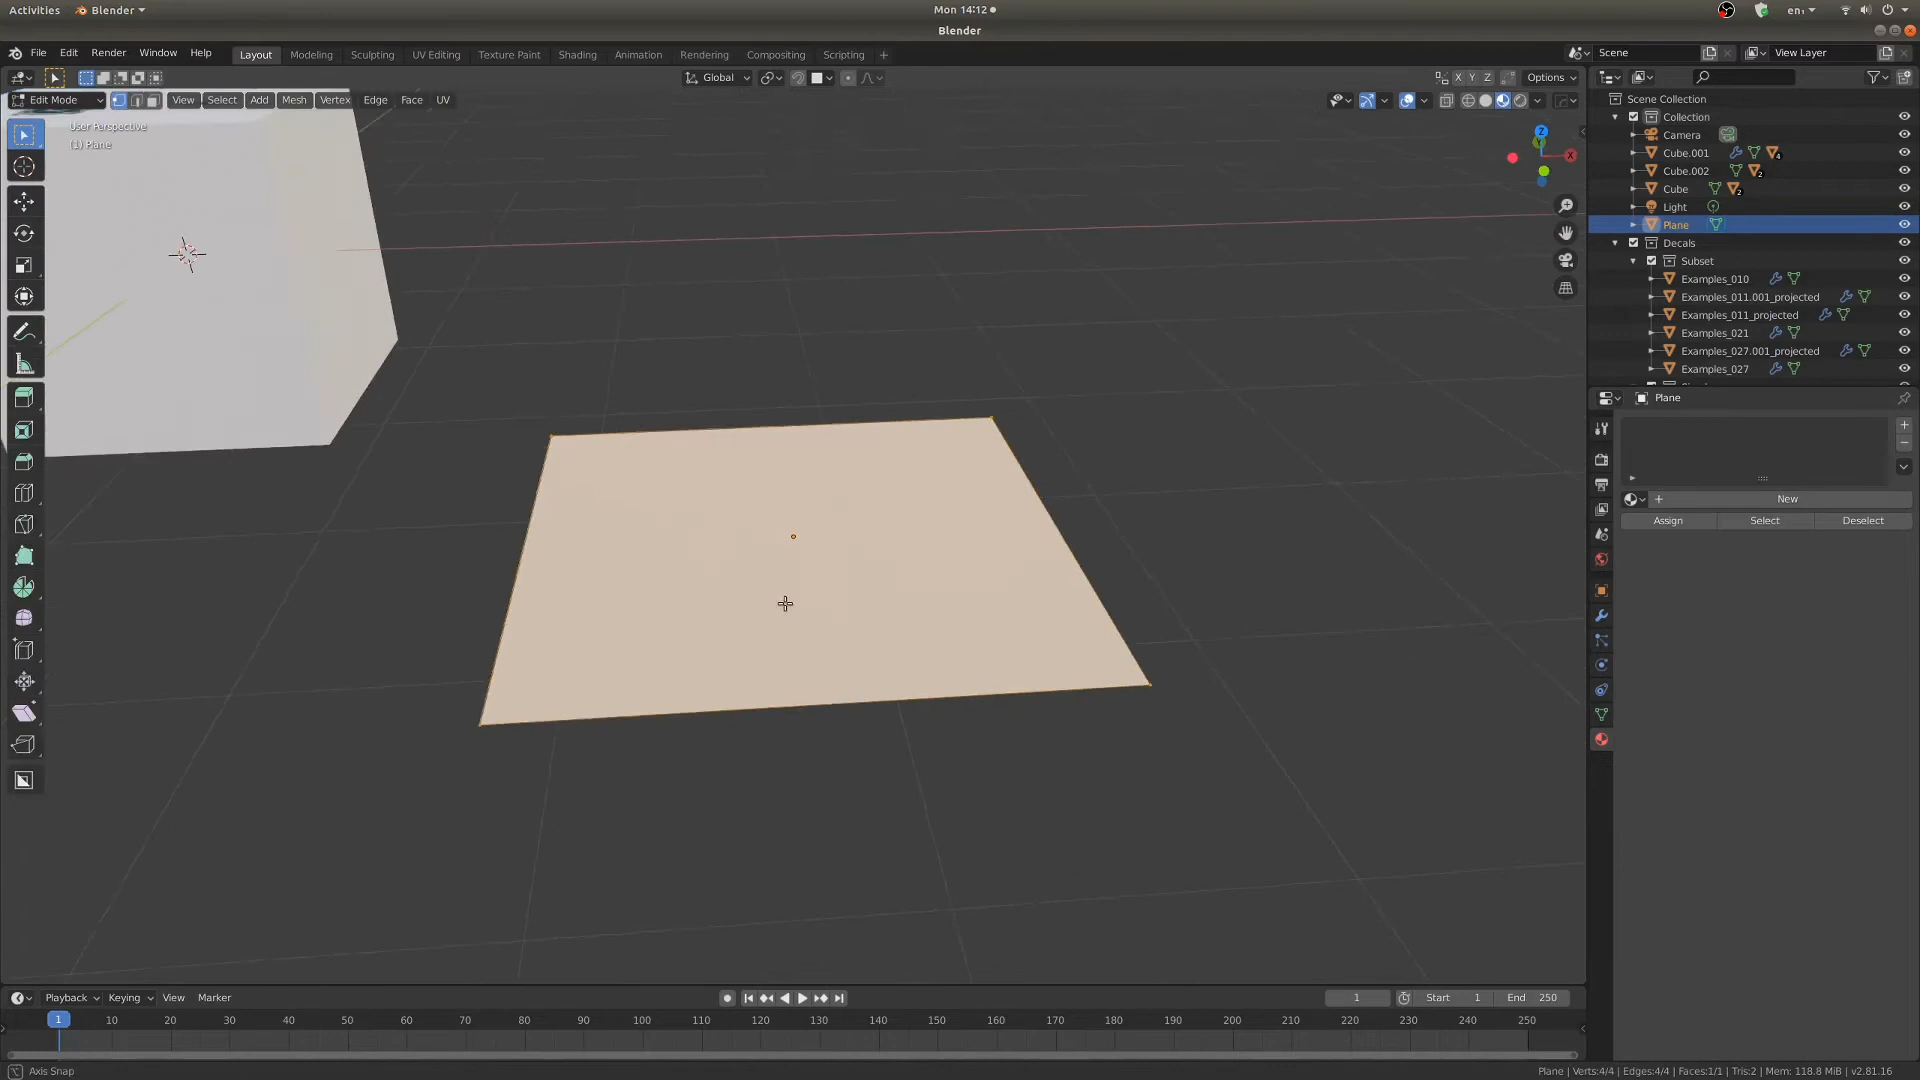 Activities Blender Mon 14:12 en₁
Blender
File Edit Render Window Help Layout Modeling Sculpting UV Editing Texture Paint Shading Animation Rendering Compositing Scripting + Scene View Layer
Global X Y Z Options
Edit Mode View Select Add Mesh Vertex Edge Face UV
User Perspective
(1) Plane
Z
Y
X
Scene Collection
Collection
Camera
Cube.001 4
Cube.002 2
Cube 2
Light
Plane
Decals
Subset
Examples_010
Examples_011.001_projected
Examples_011_projected
Examples_021
Examples_027.001_projected
Examples_027
Plane
+ New
Assign Select Deselect
Playback Keying View Marker 1 Start 1 End 250
1 10 20 30 40 50 60 70 80 90 100 110 120 130 140 150 160 170 180 190 200 210 220 230 240 250
Axis Snap Plane | Verts:4/4 | Edges:4/4 | Faces:1/1 | Tris:2 | Mem: 118.8 MiB | v2.81.16